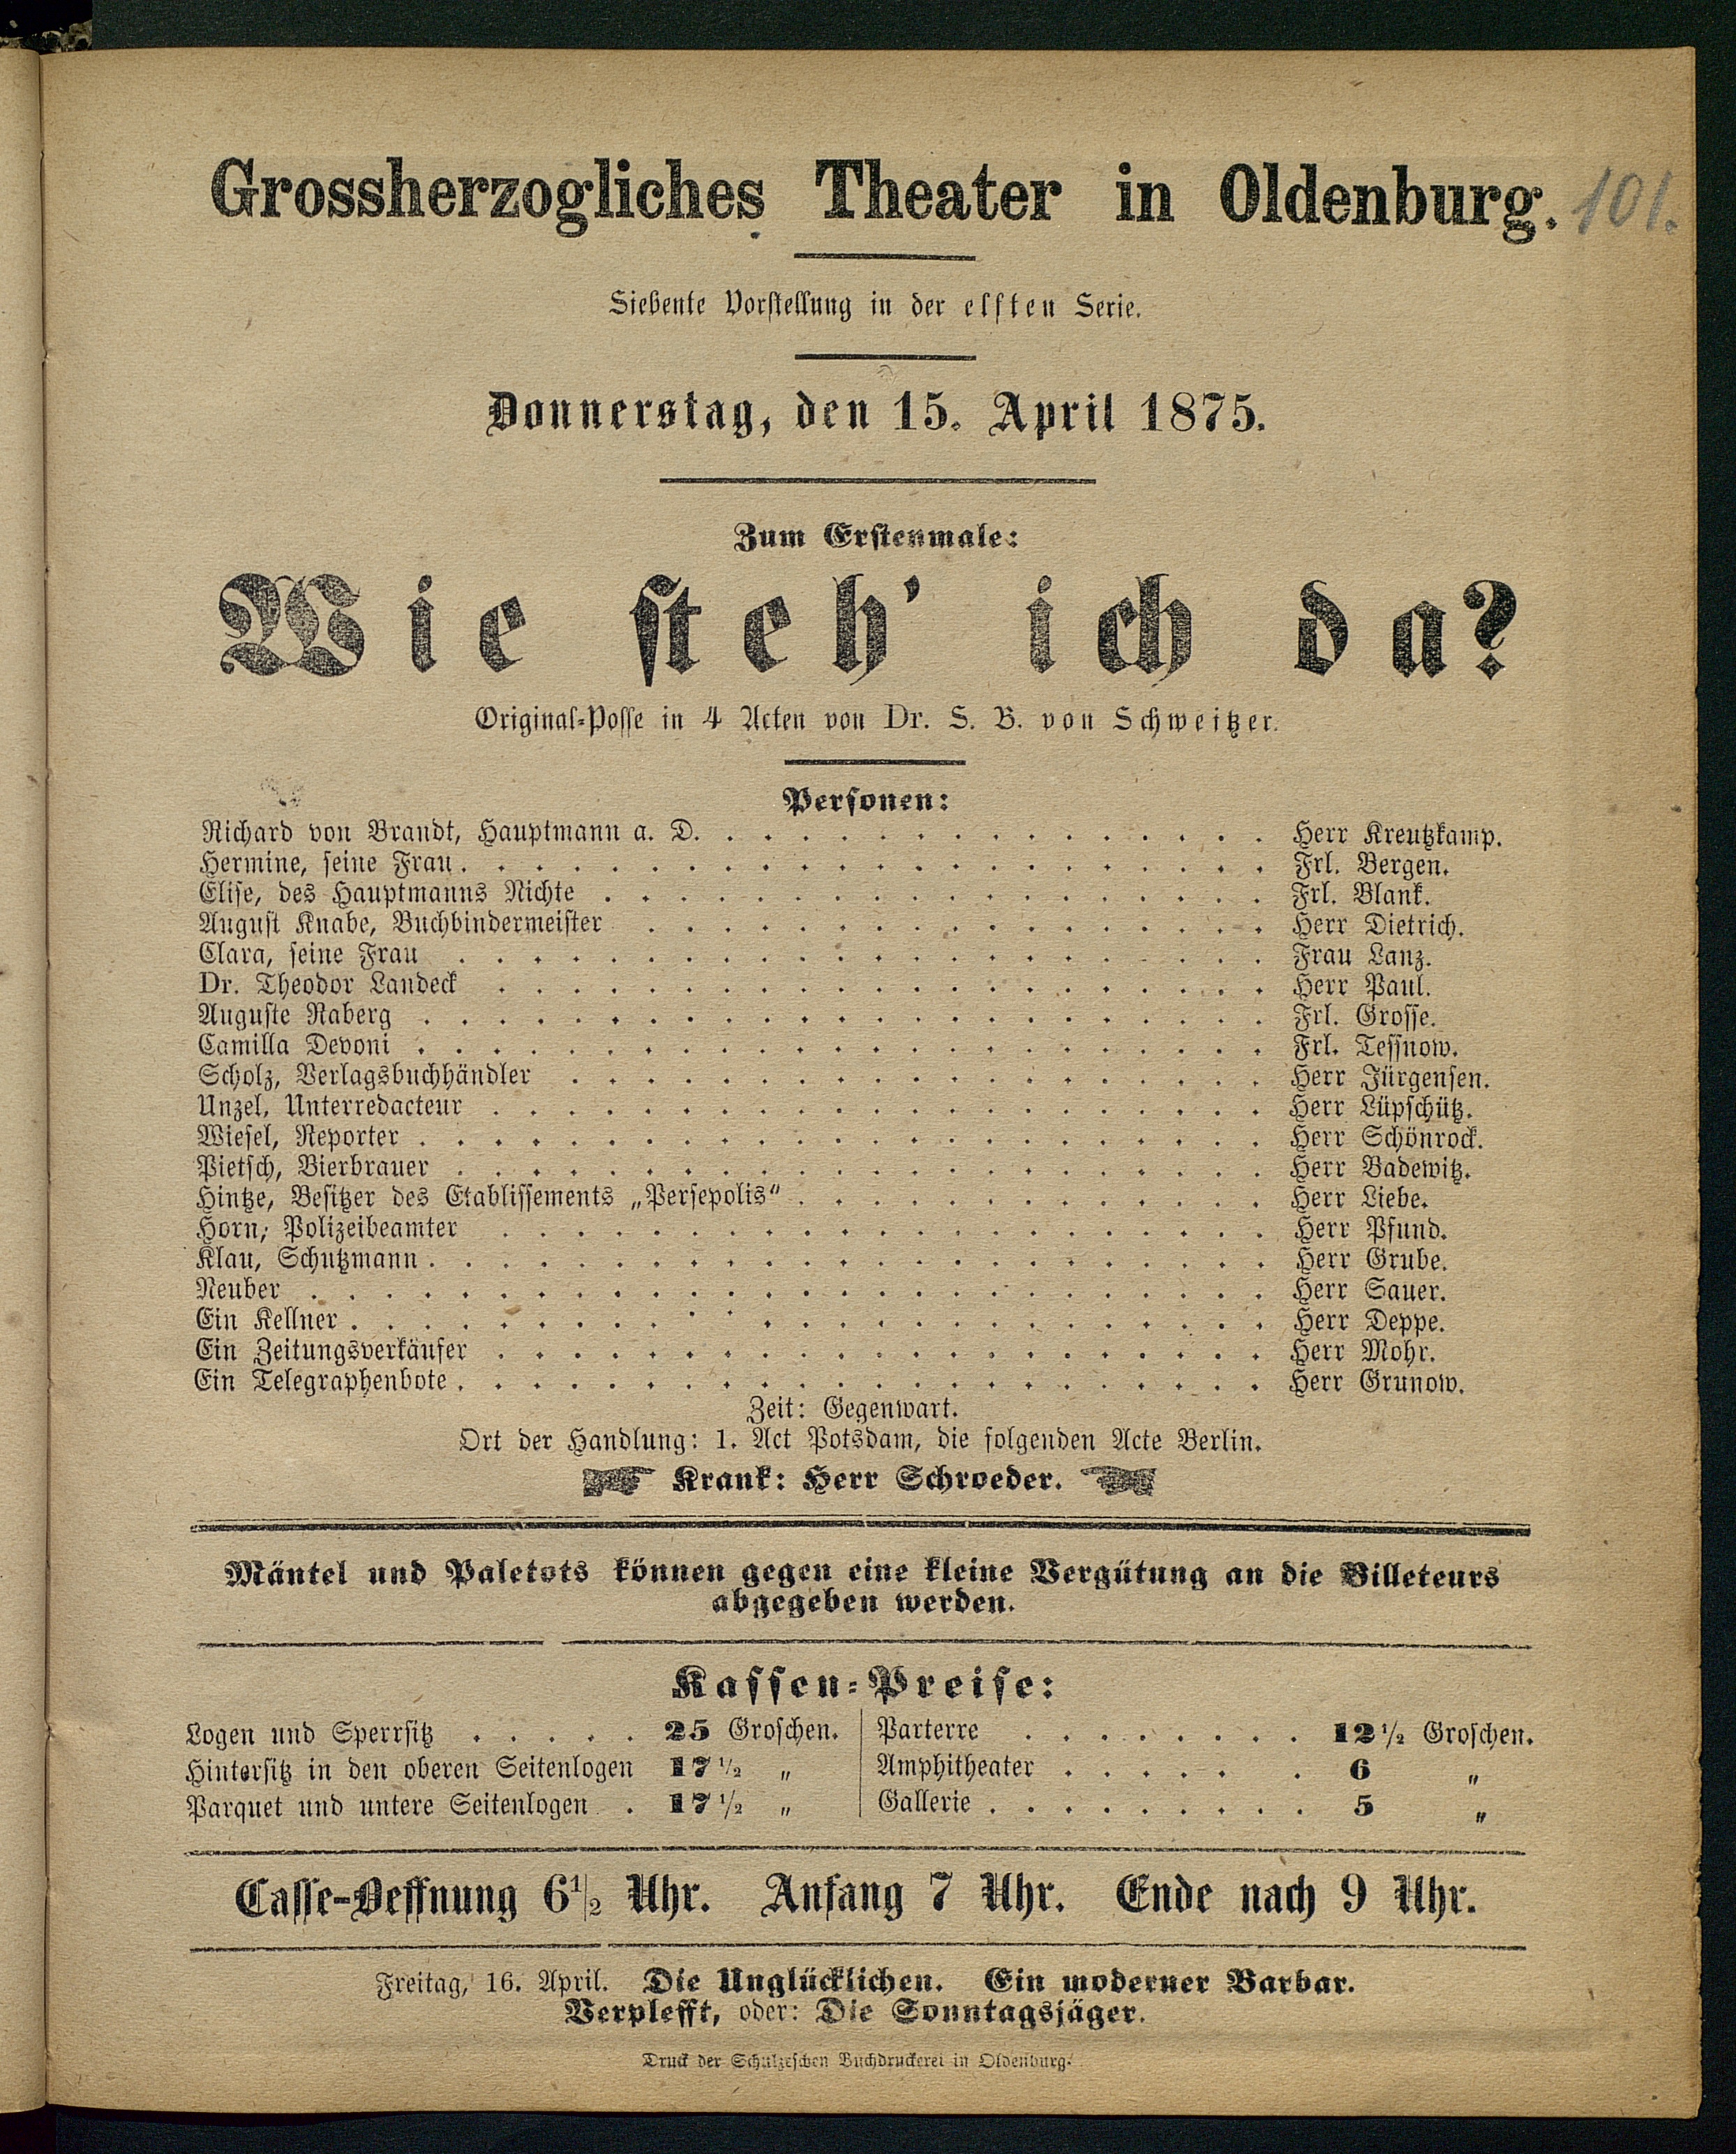 Grossherzogliches Theater in Oldenburg.
101.
Siebente Vorstellung in der elften Serie.
Donnerstag, den 15. April 1875.
Zum Erstenmale:
Wie steh' ich da?
Original-Posse in 4 Acten von Dr. S. B. von Schweitzer.
Personen:
Richard von Brandt, Hauptmann a. D. . . . . . . . . . . . . . . . Herr Kreutzkamp.
Hermine, seine Frau. . . . . . . . . . . . . . . . . . . . . . Frl. Bergen.
Elise, des Hauptmanns Nichte . . . . . . . . . . . . . . . . . . Frl. Blank.
August Knabe, Buchbindermeister . . . . . . . . . . . . . . . . . Herr Dietrich.
Clara, seine Frau . . . . . . . . . . . . . . . . . . . . . . Frau Lanz.
Dr. Theodor Landeck . . . . . . . . . . . . . . . . . . . . . Herr Paul.
Auguste Raberg . . . . . . . . . . . . . . . . . . . . . . . Frl. Grosse.
Camilla Devoni . . . . . . . . . . . . . . . . . . . . . . . Frl. Tessnow.
Scholz, Verlagsbuchhändler . . . . . . . . . . . . . . . . . . . Herr Jürgensen.
Unzel, Unterredacteur . . . . . . . . . . . . . . . . . . . . . Herr Lüpschütz.
Wiesel, Reporter . . . . . . . . . . . . . . . . . . . . . . . Herr Schönrock.
Pietsch, Bierbrauer . . . . . . . . . . . . . . . . . . . . . . Herr Badewitz.
Hintze, Besitzer des Etablissements „Persepolis“ . . . . . . . . . . . . . Herr Liebe.
Horn, Polizeibeamter . . . . . . . . . . . . . . . . . . . . . Herr Pfund.
Klau, Schutzmann . . . . . . . . . . . . . . . . . . . . . . . Herr Grube.
Neuber . . . . . . . . . . . . . . . . . . . . . . . . . . Herr Sauer.
Ein Kellner . . . . . . . . . . . . . . . . . . . . . . . . . Herr Deppe.
Ein Zeitungsverkäufer . . . . . . . . . . . . . . . . . . . . . Herr Mohr.
Ein Telegraphenbote . . . . . . . . . . . . . . . . . . . . . . Herr Grunow.
Zeit: Gegenwart.
Ort der Handlung: 1. Act Potsdam, die folgenden Acte Berlin.
Krank: Herr Schroeder.
Mäntel und Paletots können gegen eine kleine Vergütung an die Billeteurs
abgegeben werden.
Kassen-Preise:
Logen und Sperrsitz . . . . . 25 Groschen.
Hintersitz in den oberen Seitenlogen 17 1/2 „
Parquet und untere Seitenlogen . 17 1/2 „
Parterre . . . . . . . . 12 1/2 Groschen.
Amphitheater . . . . . . 6 „
Gallerie . . . . . . . . . 5 „
Casse-Oeffnung 6 1/2 Uhr. Anfang 7 Uhr. Ende nach 9 Uhr.
Freitag, 16. April. Die Unglücklichen. Ein moderner Barbar.
Verplefft, oder: Die Sonntagsjäger.
Druck der Schulzeschen Buchdruckerei in Oldenburg.